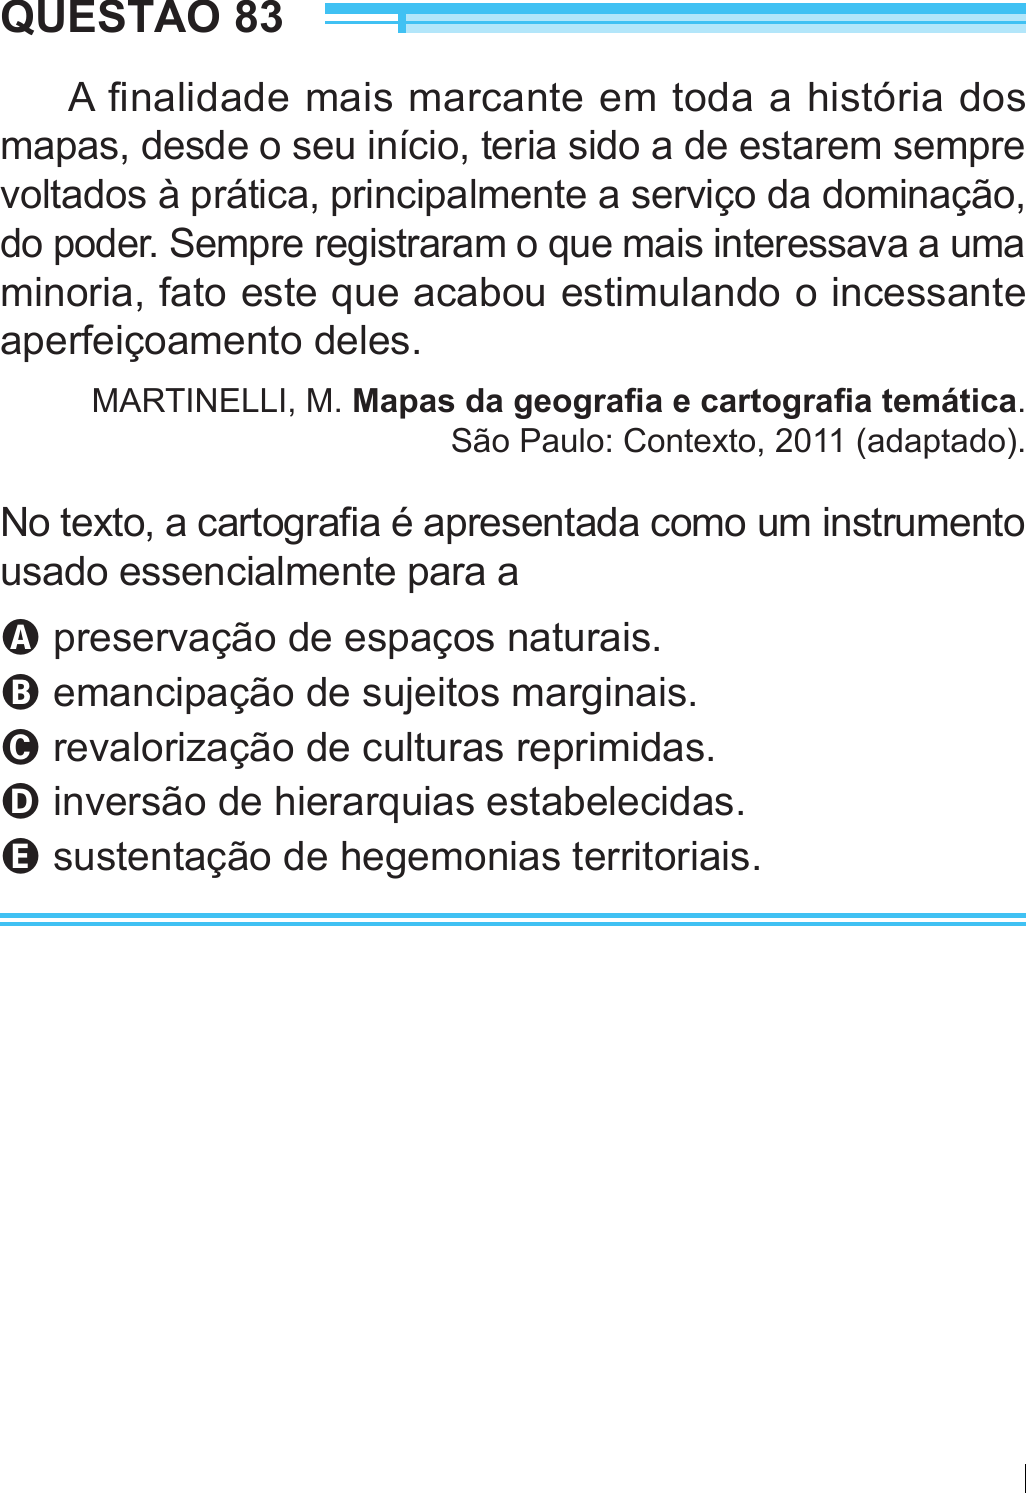 QUESTÃO 83
A finalidade mais marcante em toda a história dos
mapas, desde o seu início, teria sido a de estarem sempre
voltados à prática, principalmente a serviço da dominação,
do poder. Sempre registraram o que mais interessava a uma
minoria, fato este que acabou estimulando o incessante
aperfeiçoamento deles.
MARTINELLI, M. Mapas da geografia e cartografia temática.
São Paulo: Contexto, 2011 (adaptado).
No texto, a cartografia é apresentada como um instrumento
usado essencialmente para a
A preservação de espaços naturais.
B emancipação de sujeitos marginais.
C revalorização de culturas reprimidas.
D inversão de hierarquias estabelecidas.
E sustentação de hegemonias territoriais.